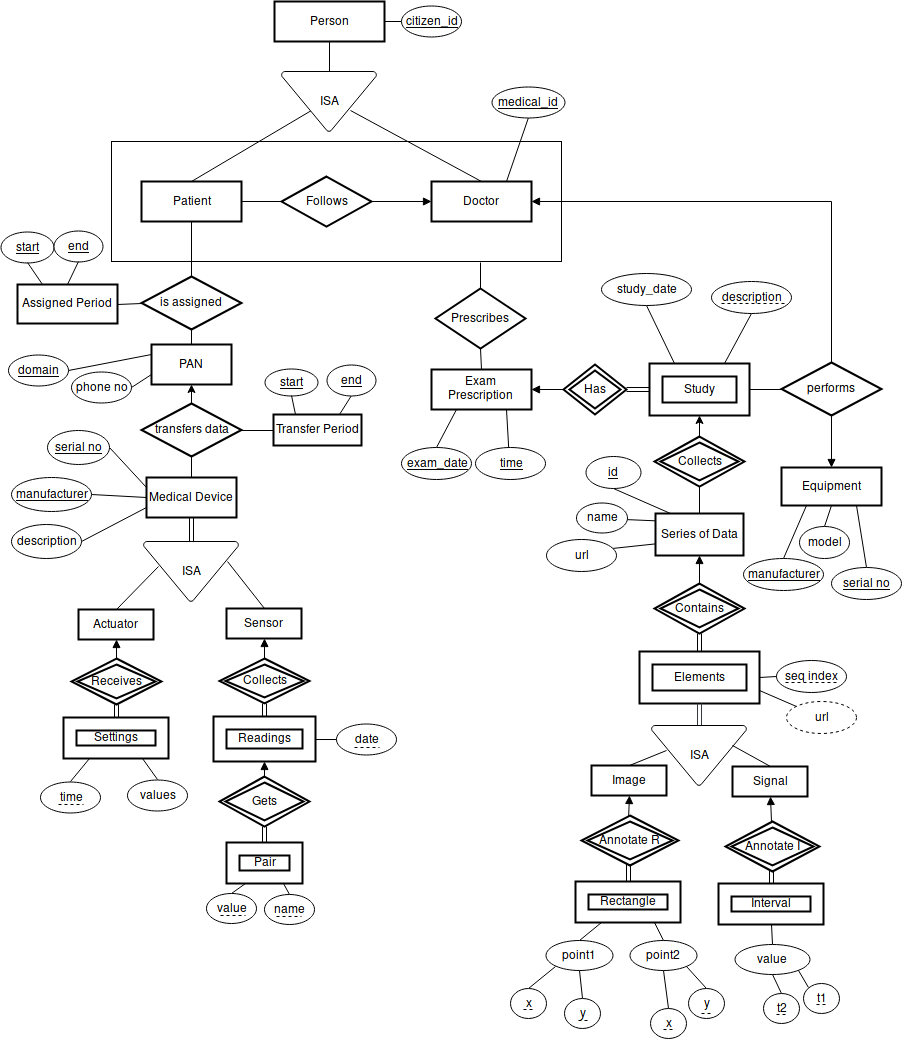 Person
citizen_id
ISA
medical_id
Patient
Follows
Doctor
start
end
Assigned Period
is assigned
Prescribes
study_date
description
domain
PAN
phone no
start
end
Exam
Prescription
Has
Study
performs
transfers data
Transfer Period
serial no
exam_date
time
Collects
id
manufacturer
Medical Device
Equipment
name
description
url
Series of Data
model
ISA
manufacturer
serial no
Actuator
Sensor
Contains
Receives
Collects
Elements
seq index
url
Settings
Readings
date
ISA
time
values
Image
Signal
Gets
Annotate R
Annotate I
Pair
value
name
Rectangle
Interval
point1
point2
value
x
y
x
y
t2
t1